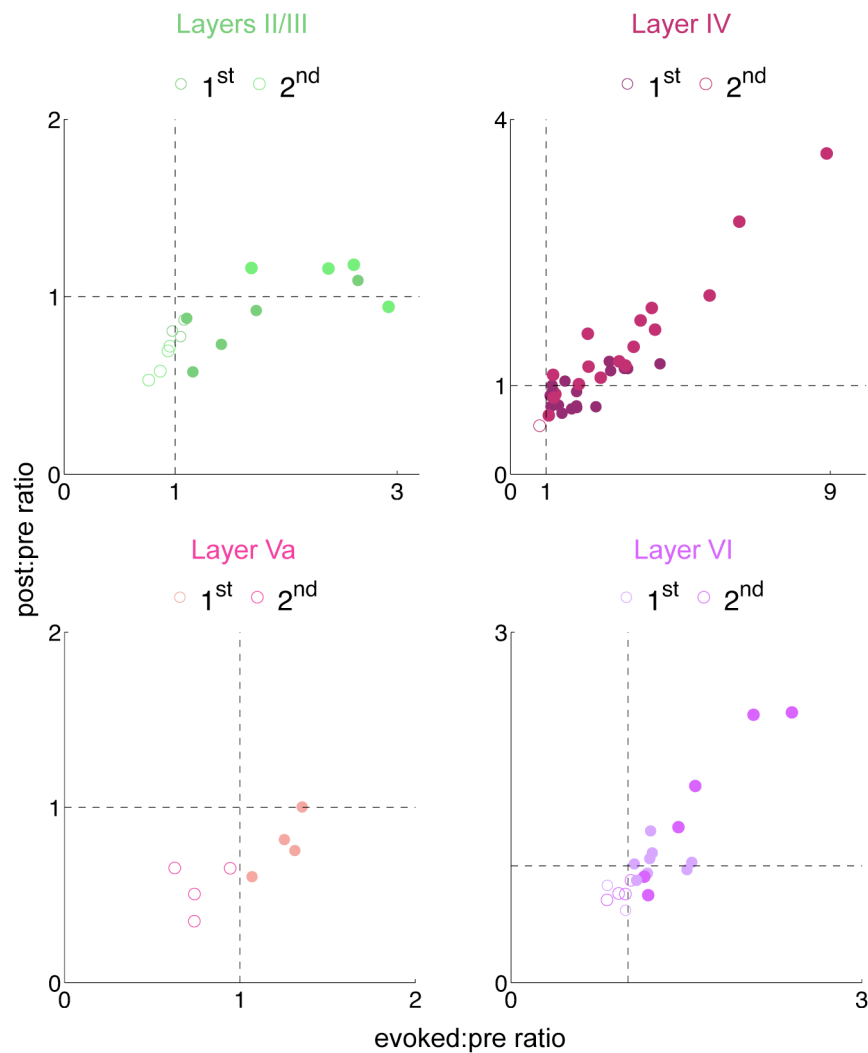 Layers II/III
1st 2nd
2
1
0
0 1 3
Layer IV
1st 2nd
4
1
0
0 1 9
post:pre ratio
Layer Va
1st 2nd
2
1
0
0 1 2
Layer VI
1st 2nd
3
0
0 3
evoked:pre ratio